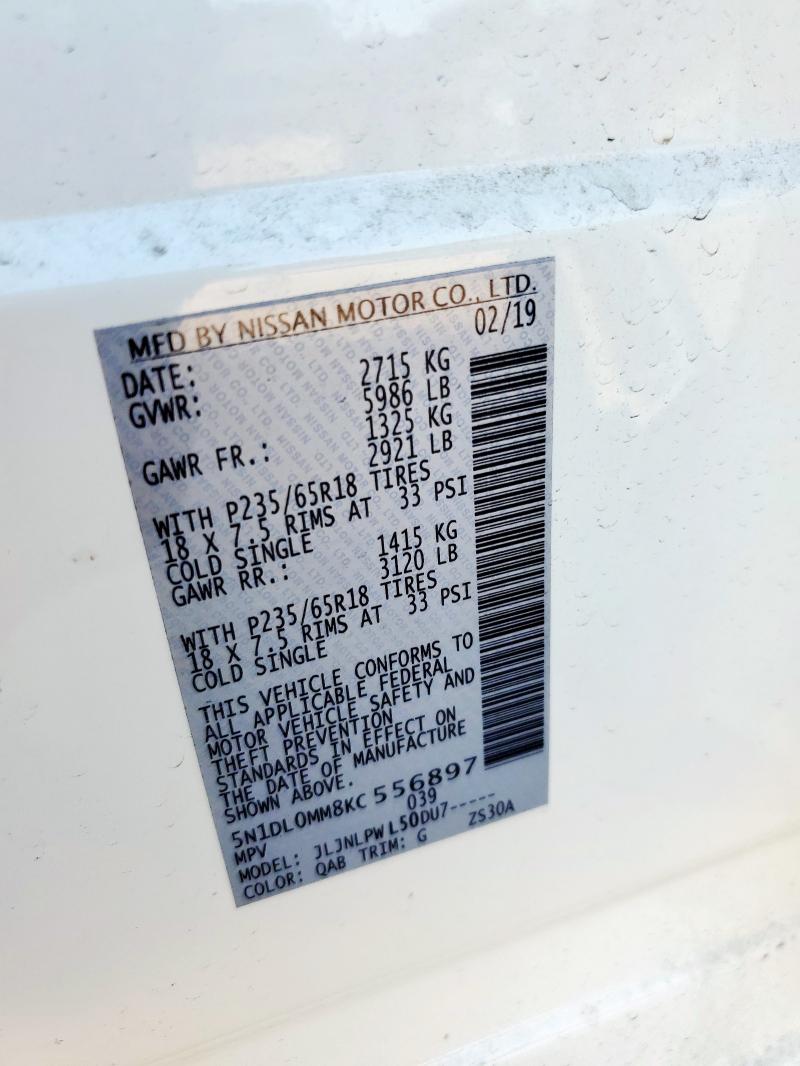 MFD BY NISSAN MOTOR CO., LTD.
DATE: 02/19
GVWR: 2715 KG
5986 LB
GAWR FR.: 1325 KG
2921 LB
WITH P235/65R18 TIRES
18 X 7.5 RIMS AT 33 PSI
COLD SINGLE
GAWR RR.: 1415 KG
3120 LB
WITH P235/65R18 TIRES
18 X 7.5 RIMS AT 33 PSI
COLD SINGLE
THIS VEHICLE CONFORMS TO
ALL APPLICABLE FEDERAL
MOTOR VEHICLE SAFETY AND
THEFT PREVENTION
STANDARDS IN EFFECT ON
THE DATE OF MANUFACTURE
SHOWN ABOVE.
5N1DL0MM8KC556897
MPV 039
MODEL: JLJNLPWL50DU7-----
COLOR: QAB TRIM: G ZS30A